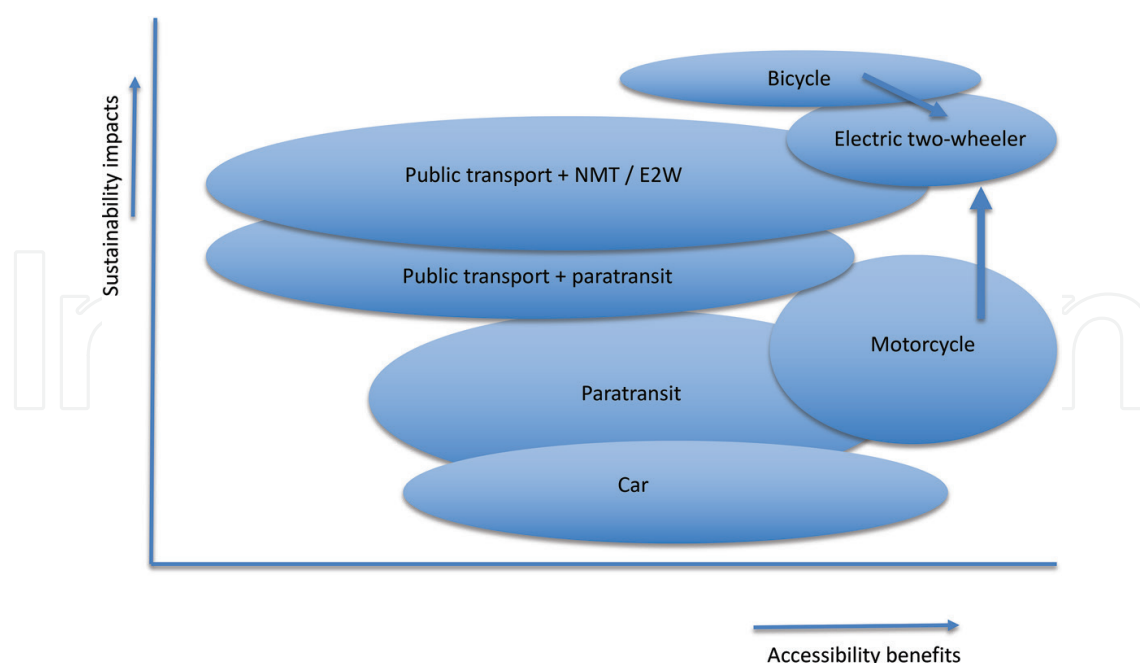 Bicycle
Electric two-wheeler
Public transport + NMT / E2W
Sustainability impacts
Public transport + paratransit
Motorcycle
Paratransit
Car
Accessibility benefits